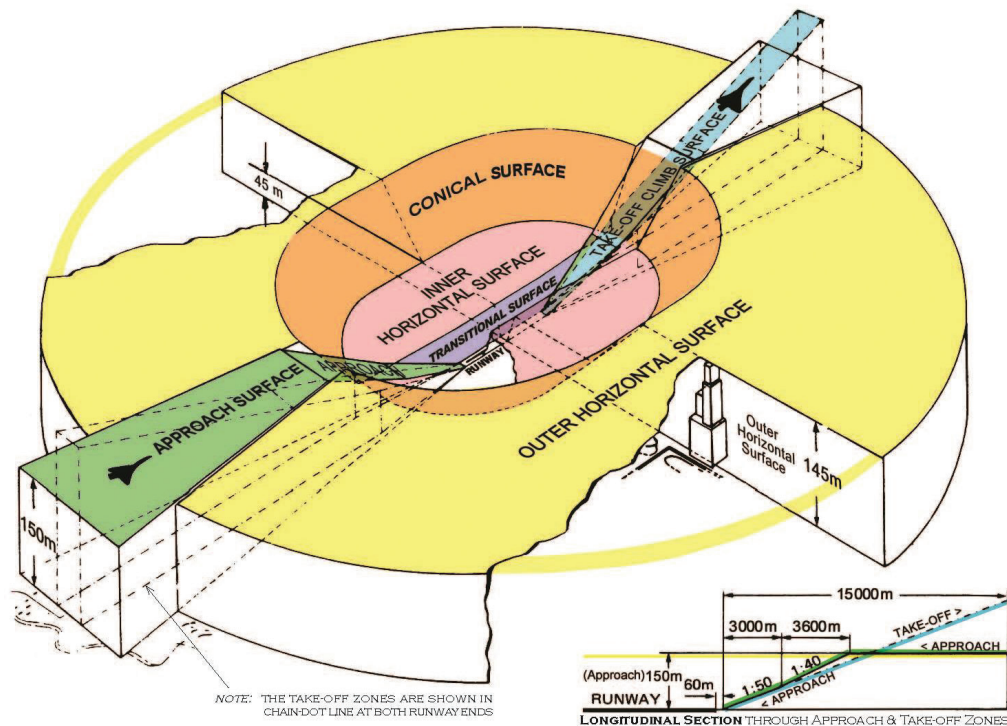 45 m
CONICAL SURFACE
TAKE-OFF CLIMB SURFACE
INNER
HORIZONTAL SURFACE
TRANSITIONAL SURFACE
RUNWAY
APPROACH
APPROACH SURFACE
OUTER HORIZONTAL SURFACE
Outer
Horizontal
Surface
145m
150m
15000m
TAKE-OFF >
3000m
3600m
< APPROACH
(Approach)
150m
1:50
1:40
< APPROACH
60m
RUNWAY
LONGITUDINAL SECTION THROUGH APPROACH & TAKE-OFF ZONES
NOTE: THE TAKE-OFF ZONES ARE SHOWN IN
CHAIN-DOT LINE AT BOTH RUNWAY ENDS